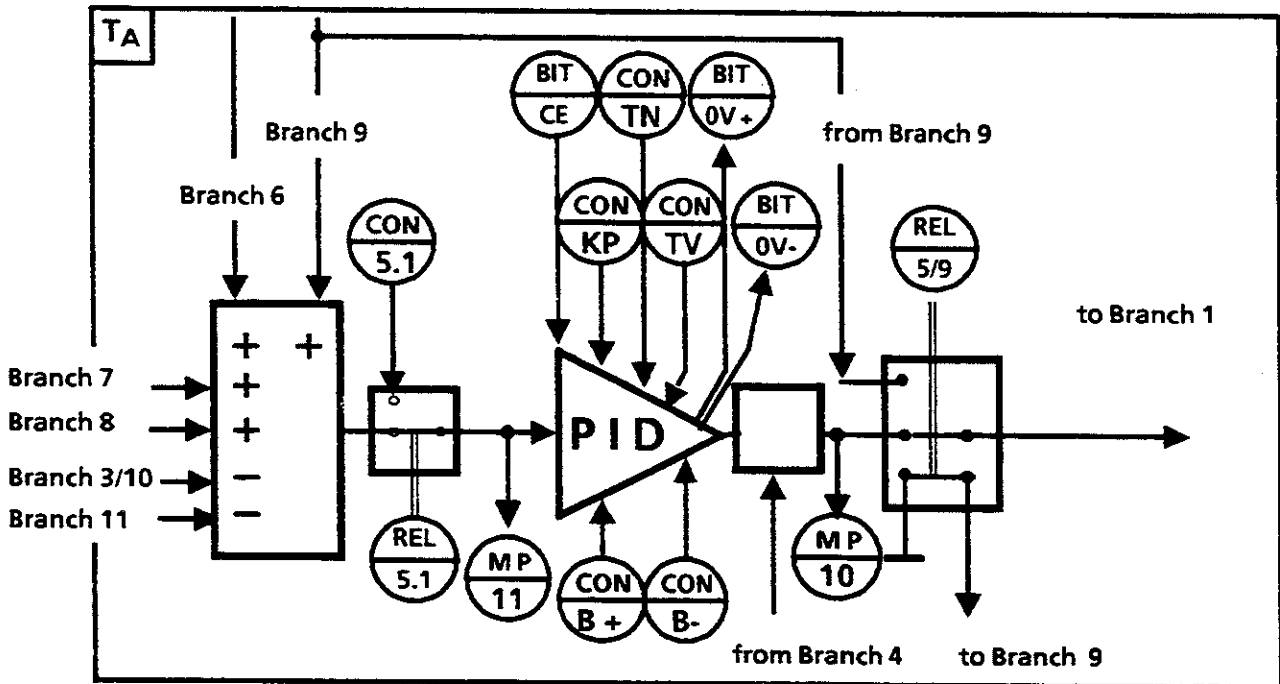 TA
BIT
CE
CON
TN
BIT
0V +
Branch 9
from Branch 9
Branch 6
CON
5.1
CON
KP
CON
TV
BIT
0V-
REL
5/9
to Branch 1
+ +
Branch 7
+
Branch 8
+
PID
Branch 3/10
-
Branch 11
-
REL
5.1
MP
11
CON
B +
CON
B-
MP
10
from Branch 4
to Branch 9